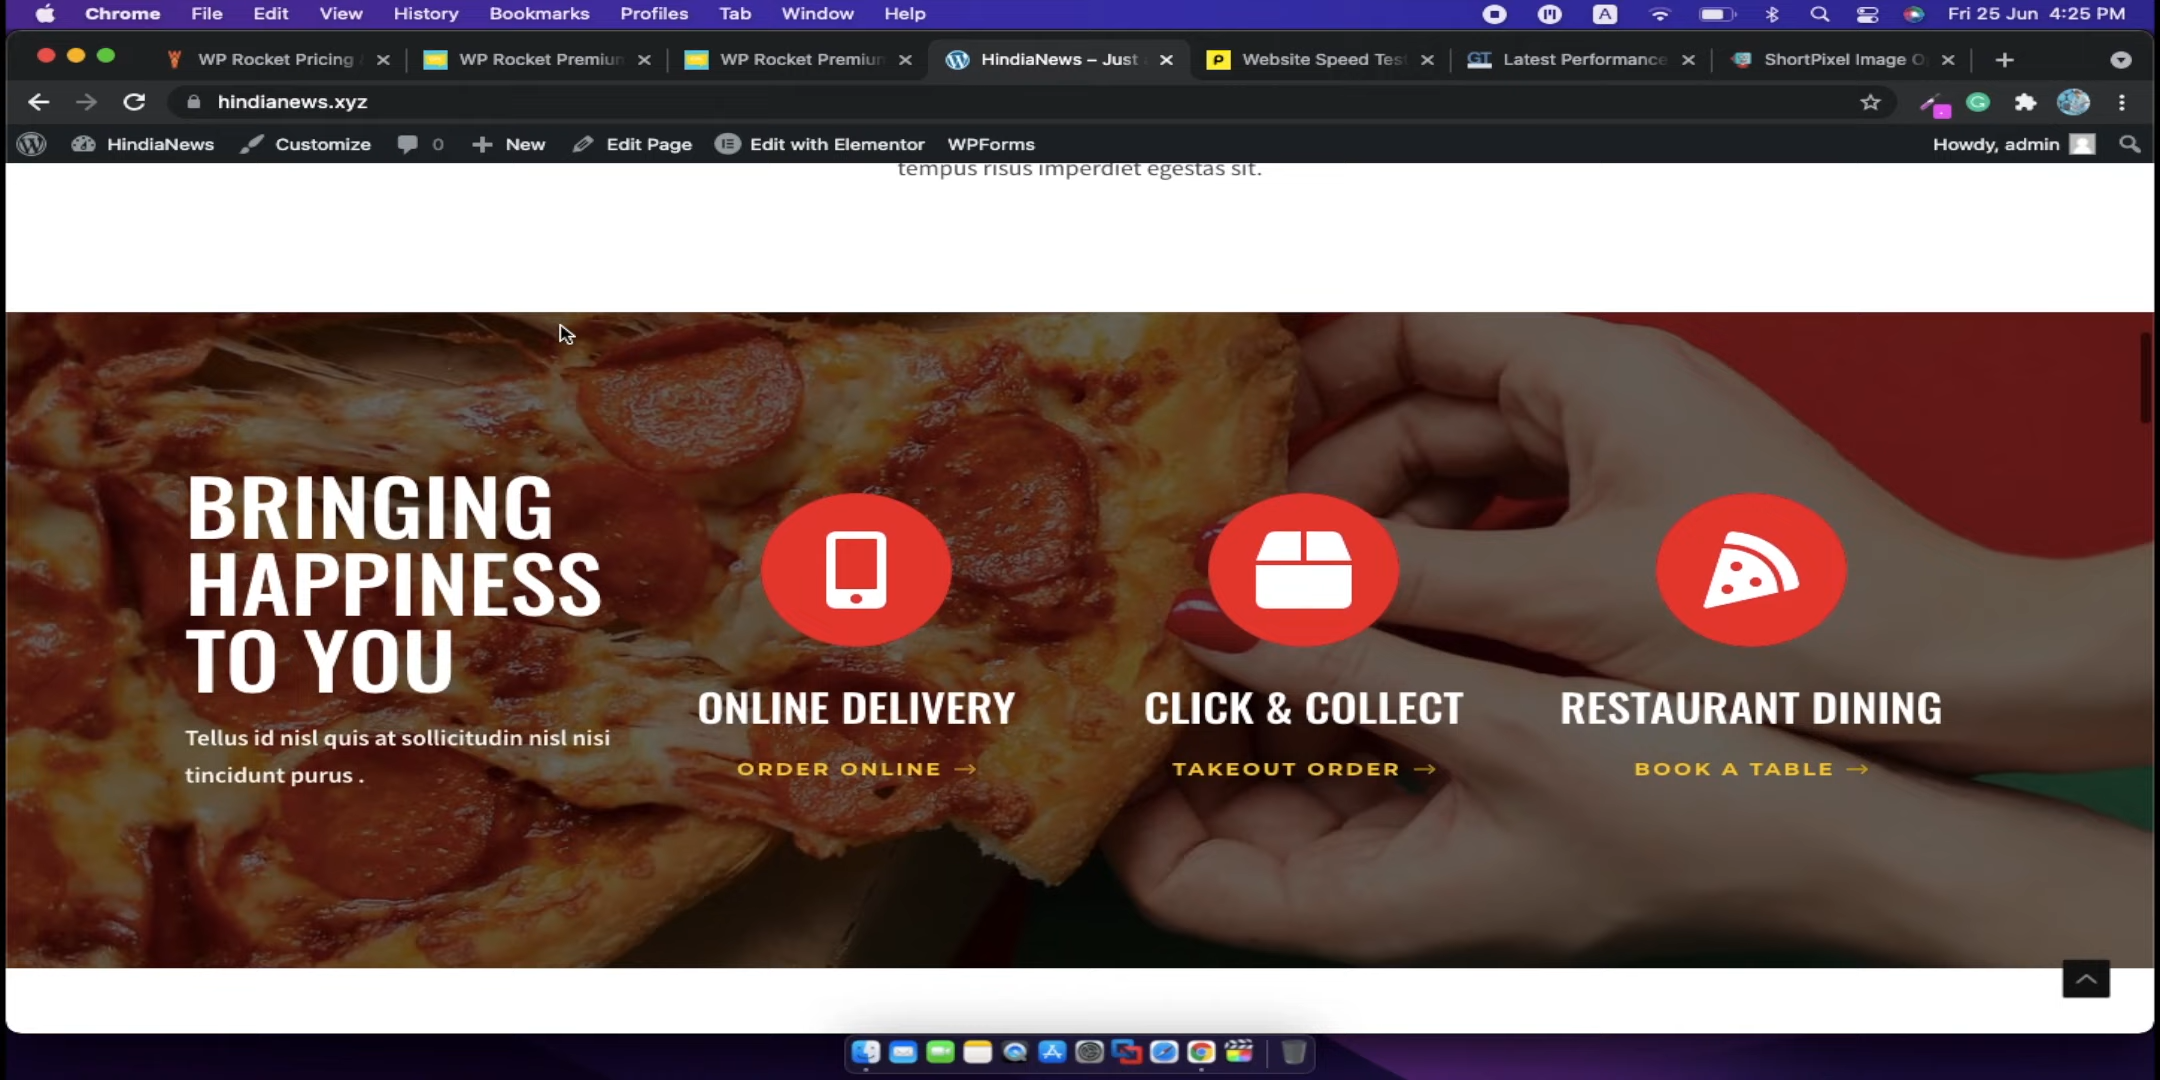 Chrome File Edit View History Bookmarks Profiles Tab Window Help A Fri 25 Jun 4:25 PM
WP Rocket Pricing WP Rocket Premium WP Rocket Premium HindiaNews – Just Website Speed Test GT Latest Performance ShortPixel Image O
hindianews.xyz
HindiaNews Customize 0 New Edit Page Edit with Elementor WPForms Howdy, admin
tempus risus imperdiet egestas sit.
BRINGING
HAPPINESS
TO YOU
Tellus id nisl quis at sollicitudin nisl nisi
tincidunt purus .
ONLINE DELIVERY
ORDER ONLINE →
CLICK & COLLECT
TAKEOUT ORDER →
RESTAURANT DINING
BOOK A TABLE →